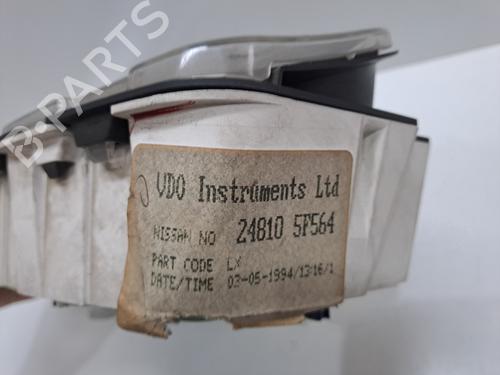 B-PARTS
VDO Instruments Ltd
NISSAN NO 24810 5F564
PART CODE LX
DATE/TIME 03-05-1994/13:16/1